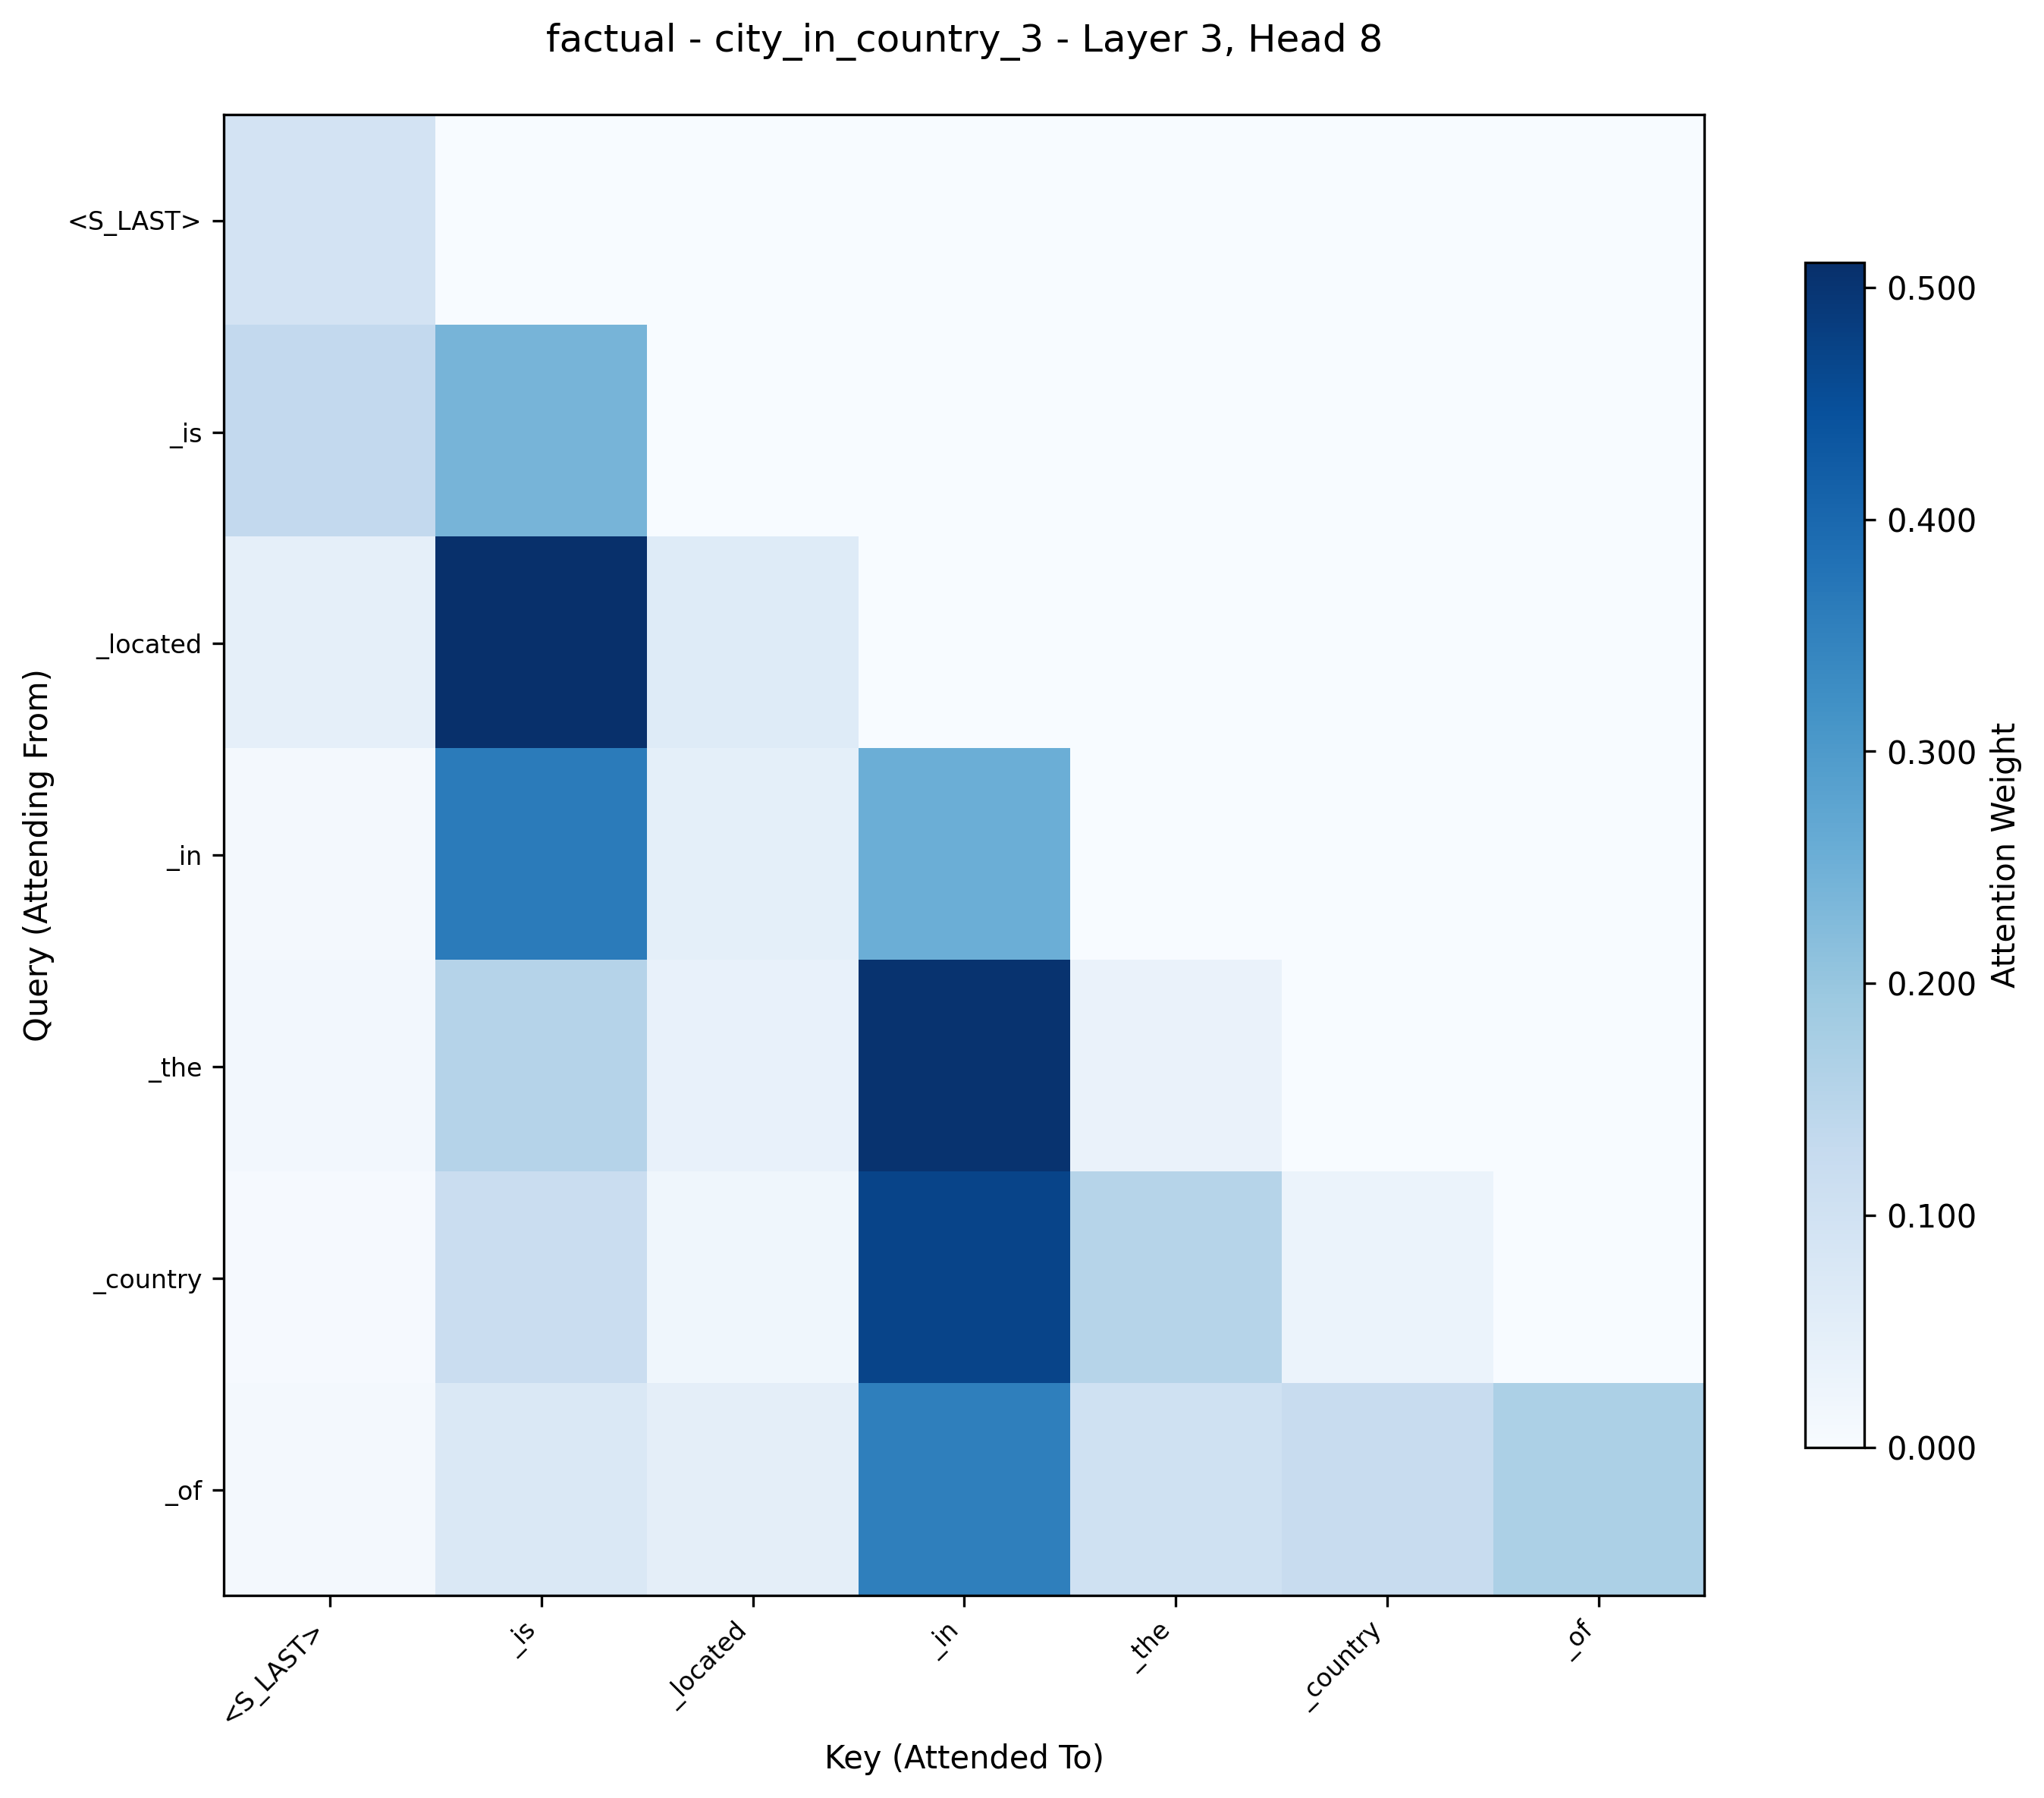 factual - city_in_country_3 - Layer 3, Head 8
Query (Attending From)
<S_LAST>
_is
_located
_in
_the
_country
_of
<S_LAST>
_is
_located
_in
_the
_country
_of
Key (Attended To)
0.500
0.400
0.300
0.200
0.100
0.000
Attention Weight